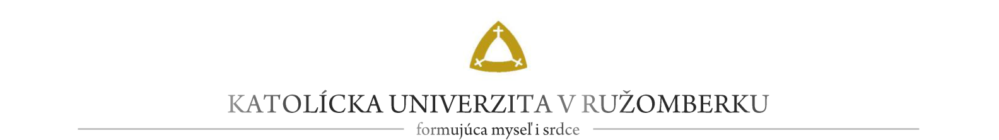 KATOLÍCKA UNIVERZITA V RUŽOMBERKU
formujúca myseľ i srdce